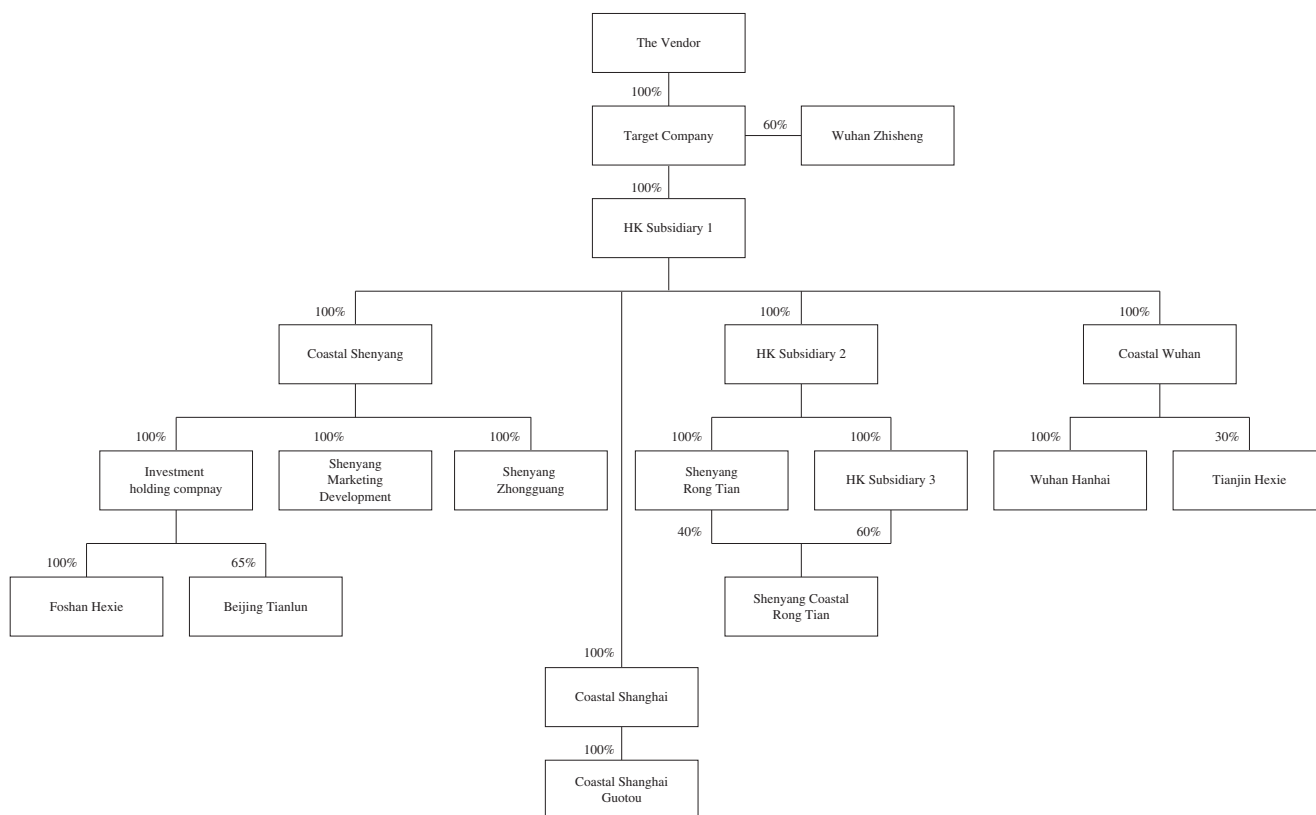 The Vendor
100%
Target Company
60%
Wuhan Zhisheng
100%
HK Subsidiary 1
100%
100%
100%
Coastal Shenyang
HK Subsidiary 2
Coastal Wuhan
100%
100%
100%
100%
100%
100%
30%
Investment
holding compnay
Shenyang
Marketing
Development
Shenyang
Zhongguang
Shenyang
Rong Tian
HK Subsidiary 3
Wuhan Hanhai
Tianjin Hexie
100%
65%
40%
60%
Foshan Hexie
Beijing Tianlun
Shenyang Coastal
Rong Tian
100%
Coastal Shanghai
100%
Coastal Shanghai
Guotou